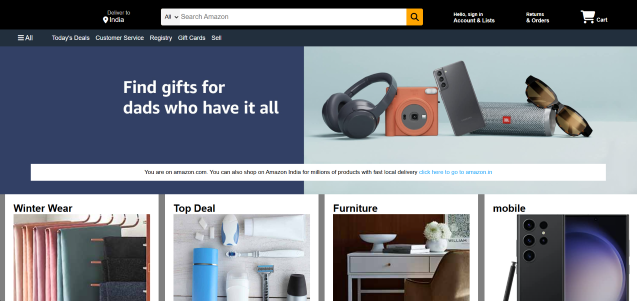 Deliver to
India
All
Search Amazon
Hello, sign in
Account & Lists
Returns
& Orders
Cart
All
Today's Deals
Customer Service
Registry
Gift Cards
Sell
Find gifts for
dads who have it all
JBL
You are on amazon.com. You can also shop on Amazon India for millions of products with fast local delivery click here to go to amazon.in
Winter Wear
Top Deal
Furniture
mobile
WILLIAM